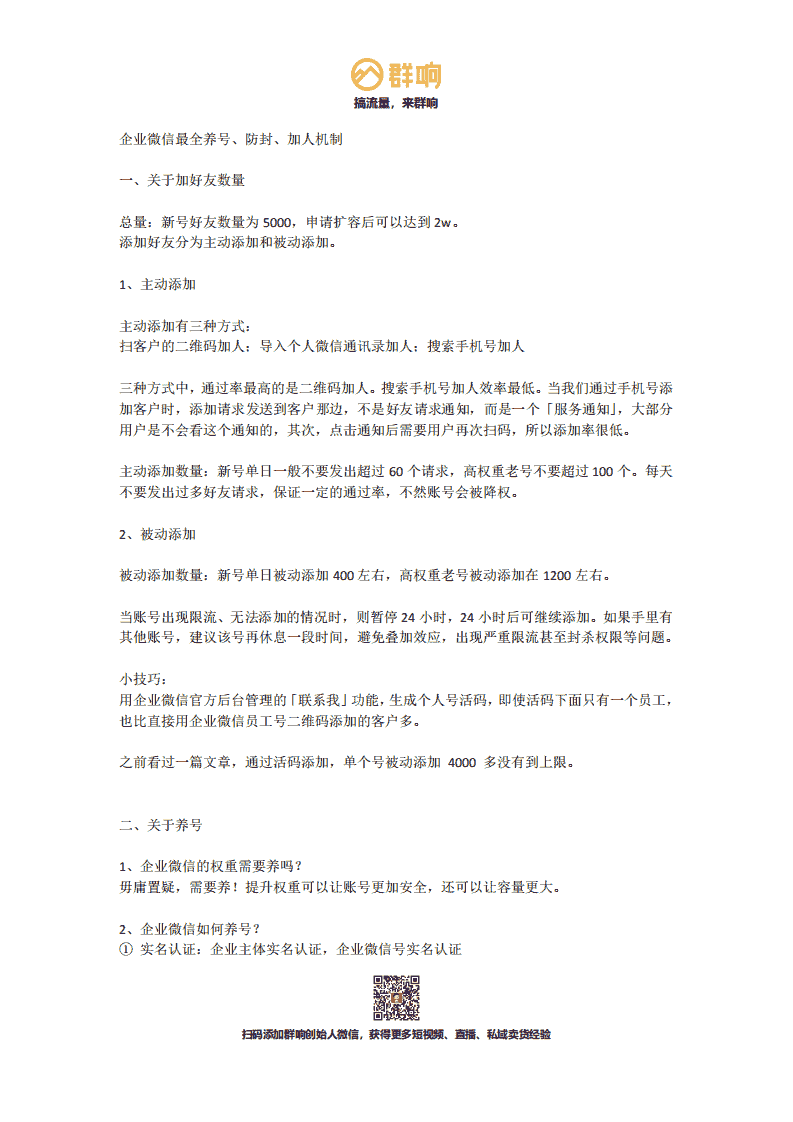 群响
搞流量，来群响
企业微信最全养号、防封、加人机制
一、关于加好友数量
总量：新号好友数量为 5000，申请扩容后可以达到 2w。
添加好友分为主动添加和被动添加。
1、主动添加
主动添加有三种方式：
扫客户的二维码加人；导入个人微信通讯录加人；搜索手机号加人
三种方式中，通过率最高的是二维码加人。搜索手机号加人效率最低。当我们通过手机号添
加客户时，添加请求发送到客户那边，不是好友请求通知，而是一个「服务通知」，大部分
用户是不会看这个通知的，其次，点击通知后需要用户再次扫码，所以添加率很低。
主动添加数量：新号单日一般不要发出超过 60 个请求，高权重老号不要超过 100 个。每天
不要发出过多好友请求，保证一定的通过率，不然账号会被降权。
2、被动添加
被动添加数量：新号单日被动添加 400 左右，高权重老号被动添加在 1200 左右。
当账号出现限流、无法添加的情况时，则暂停 24 小时，24 小时后可继续添加。如果手里有
其他账号，建议该号再休息一段时间，避免叠加效应，出现严重限流甚至封杀权限等问题。
小技巧：
用企业微信官方后台管理的「联系我」功能，生成个人号活码，即使活码下面只有一个员工，
也比直接用企业微信员工号二维码添加的客户多。
之前看过一篇文章，通过活码添加，单个号被动添加 4000 多没有到上限。
二、关于养号
1、企业微信的权重需要养吗？
毋庸置疑，需要养！提升权重可以让账号更加安全，还可以让容量更大。
2、企业微信如何养号？
① 实名认证：企业主体实名认证，企业微信号实名认证
扫码添加群响创始人微信，获得更多短视频、直播、私域卖货经验